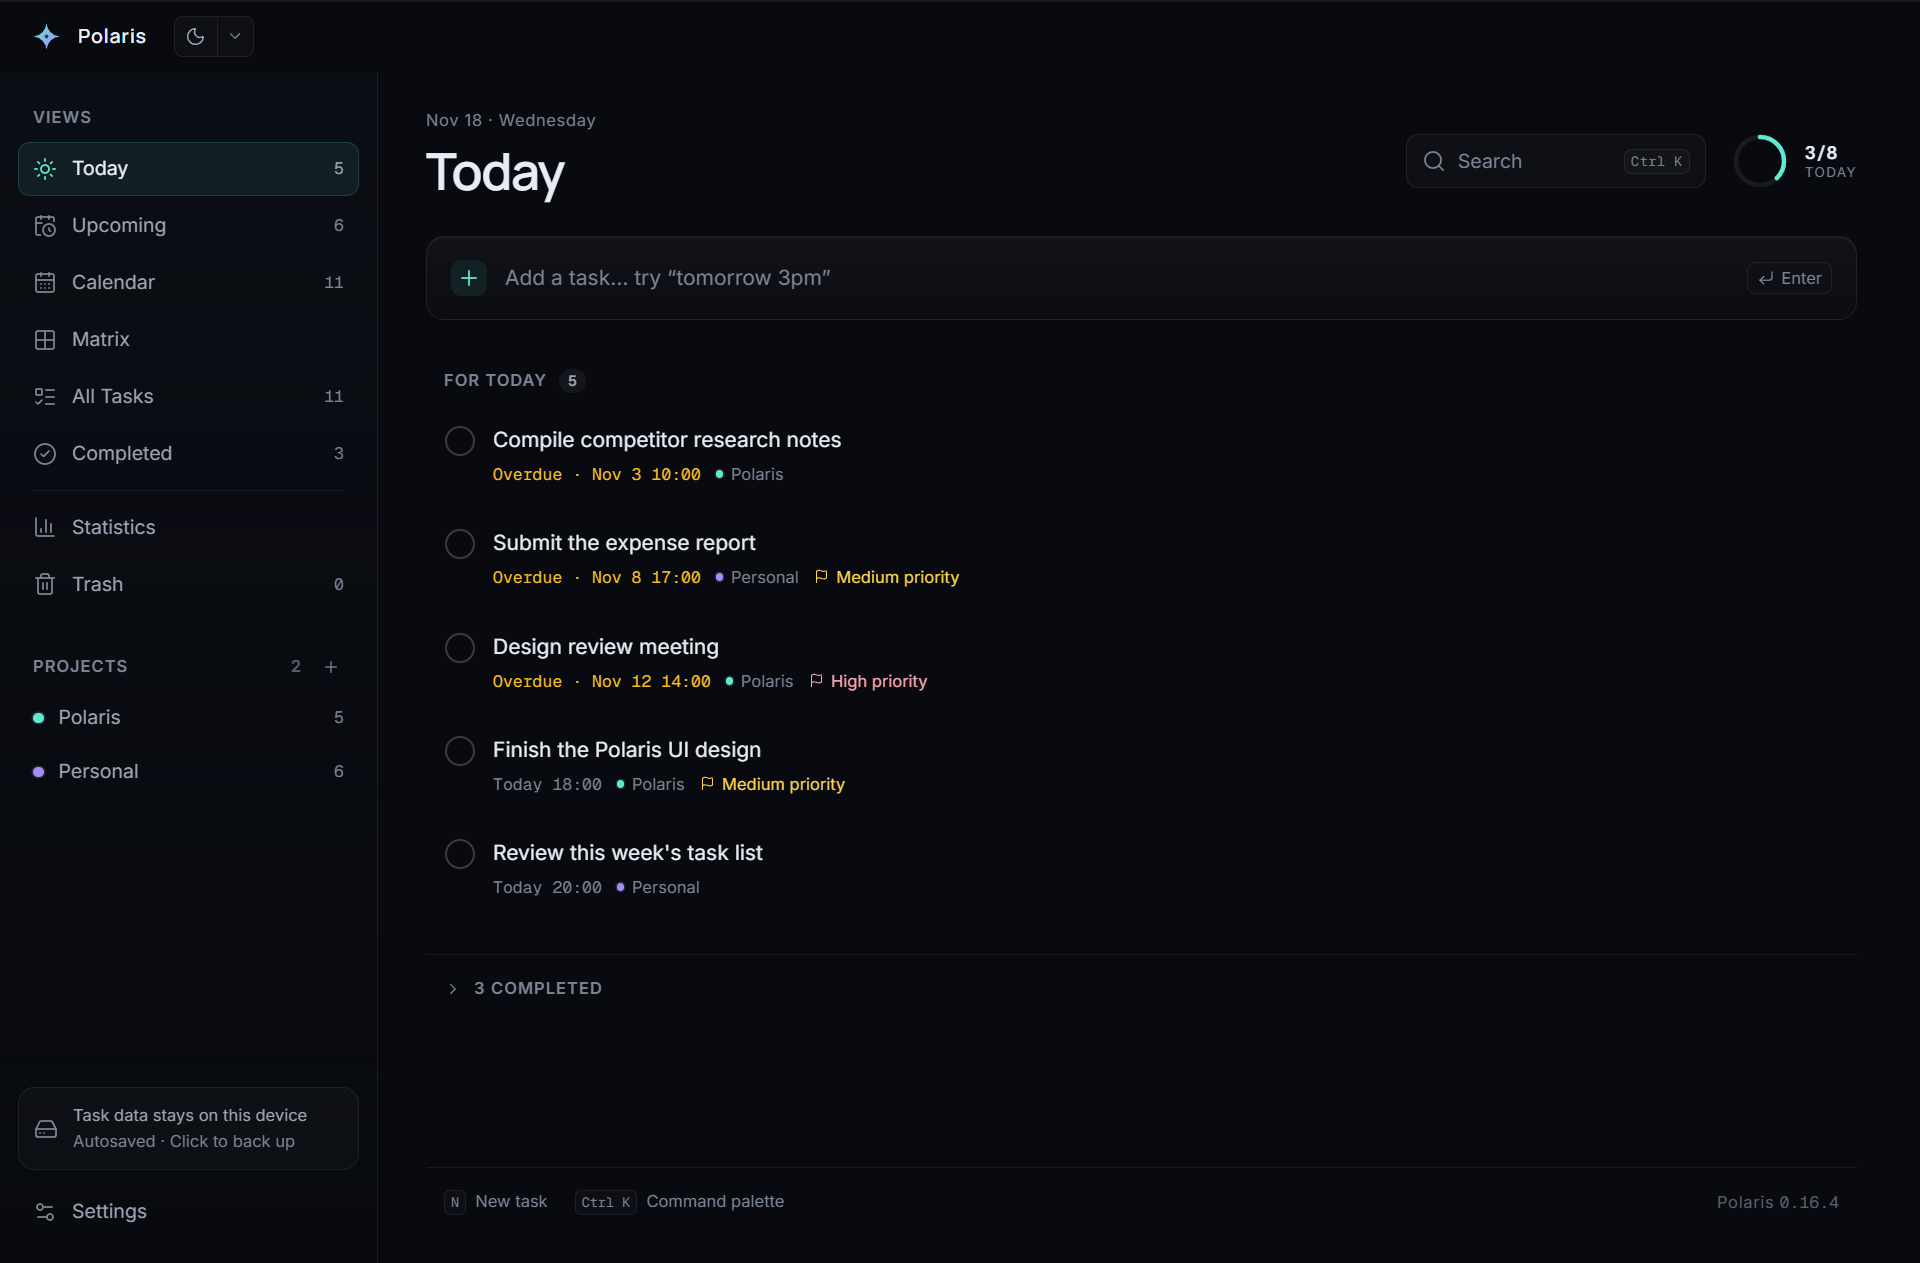 Polaris
VIEWS
Today 5
Upcoming 6
Calendar 11
Matrix
All Tasks 11
Completed 3
Statistics
Trash 0
PROJECTS 2
Polaris 5
Personal 6
Task data stays on this device
Autosaved · Click to back up
Settings
Nov 18 · Wednesday
Today
Search Ctrl K
3/8
TODAY
Add a task... try “tomorrow 3pm” Enter
FOR TODAY 5
Compile competitor research notes
Overdue · Nov 3 10:00 Polaris
Submit the expense report
Overdue · Nov 8 17:00 Personal Medium priority
Design review meeting
Overdue · Nov 12 14:00 Polaris High priority
Finish the Polaris UI design
Today 18:00 Polaris Medium priority
Review this week's task list
Today 20:00 Personal
3 COMPLETED
N New task Ctrl K Command palette
Polaris 0.16.4